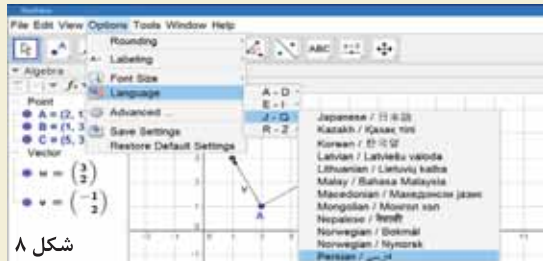 File Edit View Options Tools Window Help
Rounding
Labeling
Font Size
Language
Advanced ...
Save Settings
Restore Default Settings
A - D
E - I
J - Q
R - Z
Japanese / 日本語
Kazakh / Қазақ тілі
Korean / 한국말
Latvian / Latviešu valoda
Lithuanian / Lietuvių kalba
Malay / Bahasa Malaysia
Macedonian / Македонски јазик
Mongolian / Монгол хэл
Nepalese / नेपाली
Norwegian / Bokmål
Norwegian / Nynorsk
Persian / فارسی
ABC
Algebra
Point
A = (2, 1
B = (1, 3
C = (5, 3
Vector
u = (3 2)
v = (-1 2)
v
A
شکل ۸